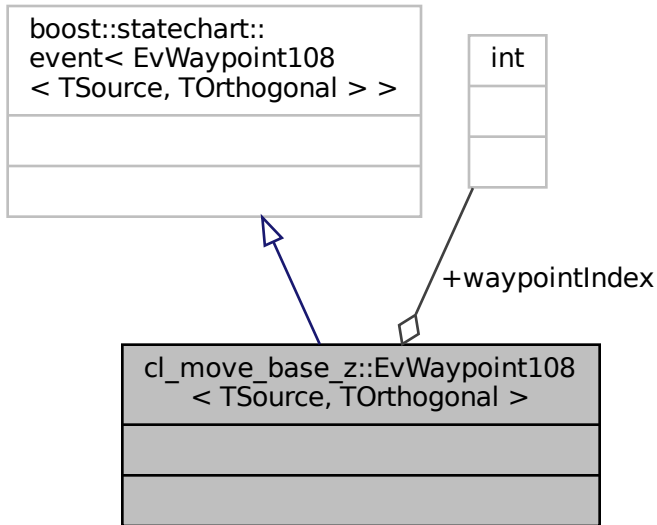 boost::statechart::
event< EvWaypoint108
< TSource, TOrthogonal > >
int
+waypointIndex
cl_move_base_z::EvWaypoint108
< TSource, TOrthogonal >